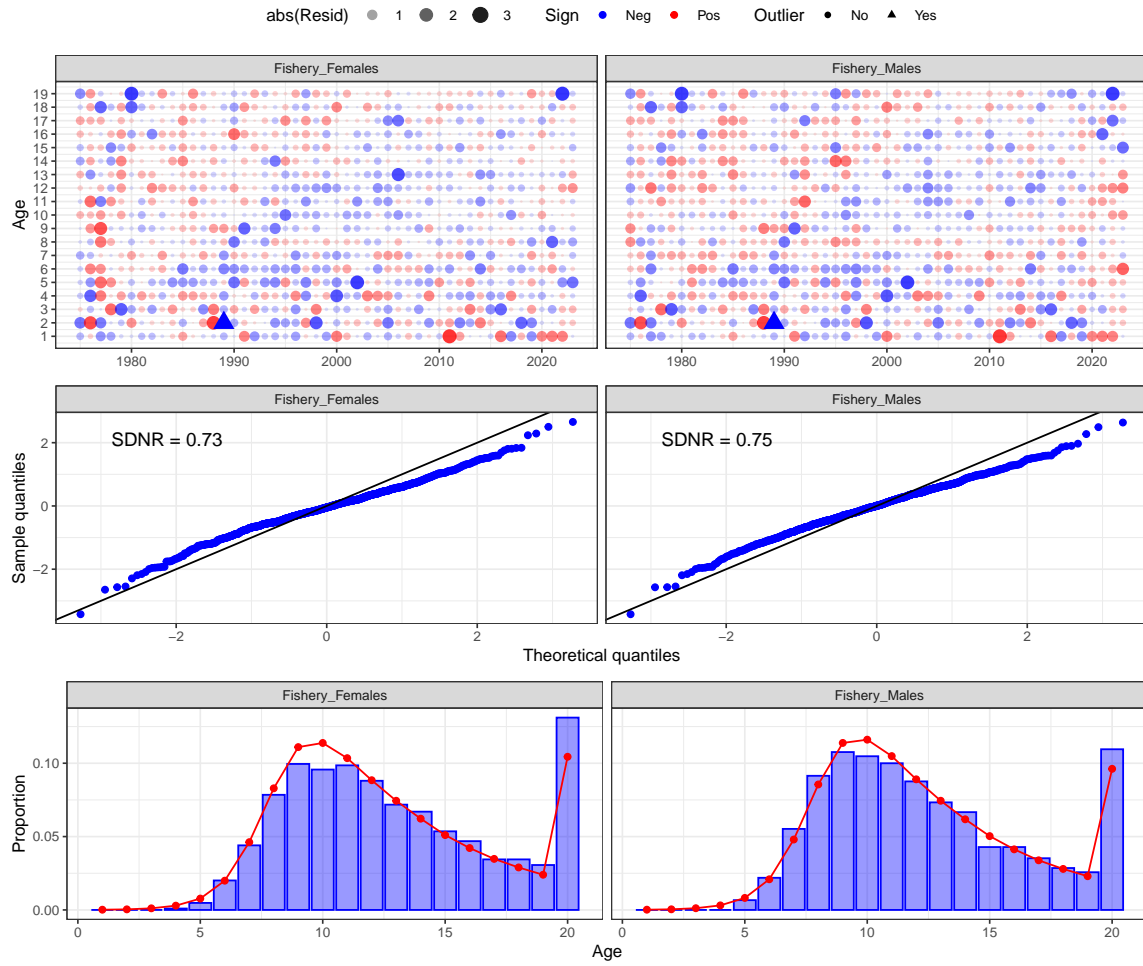 abs(Resid) 1 2 3 Sign Neg Pos Outlier No Yes
Fishery_Females Fishery_Males
Age
19
18
17
16
15
14
13
12
11
10
9
8
7
6
5
4
3
2
1
1980 1990 2000 2010 2020 1980 1990 2000 2010 2020
Fishery_Females Fishery_Males
Sample quantiles
SDNR = 0.73 SDNR = 0.75
2
0
−2
−2 0 2 −2 0 2
Theoretical quantiles
Fishery_Females Fishery_Males
Proportion
0.10
0.05
0.00
0 5 10 15 20 0 5 10 15 20
Age